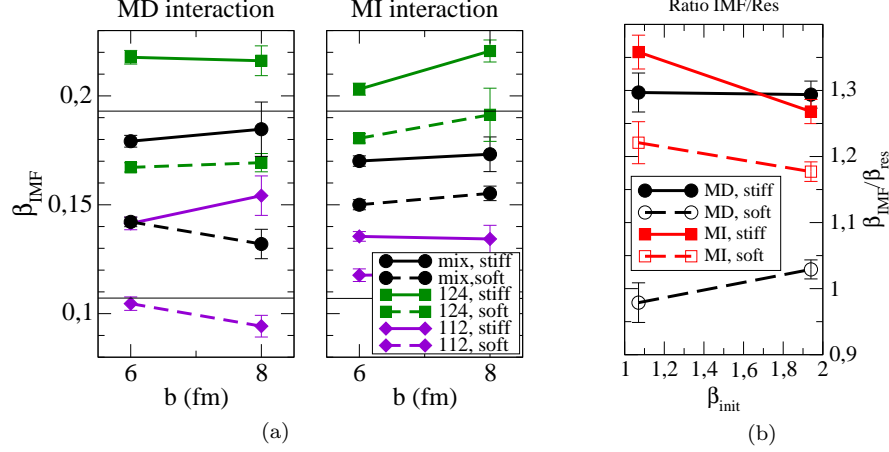 MD interaction
MI interaction
β_IMF
0,2
0,15
0,1
6
8
b (fm)
6
8
b (fm)
mix, stiff
mix,soft
124, stiff
124, soft
112, stiff
112, soft
(a)
Ratio IMF/Res
1,3
1,2
1,1
1
0,9
β_IMF/β_res
MD, stiff
MD, soft
MI, stiff
MI, soft
1 1,2 1,4 1,6 1,8 2
β_init
(b)